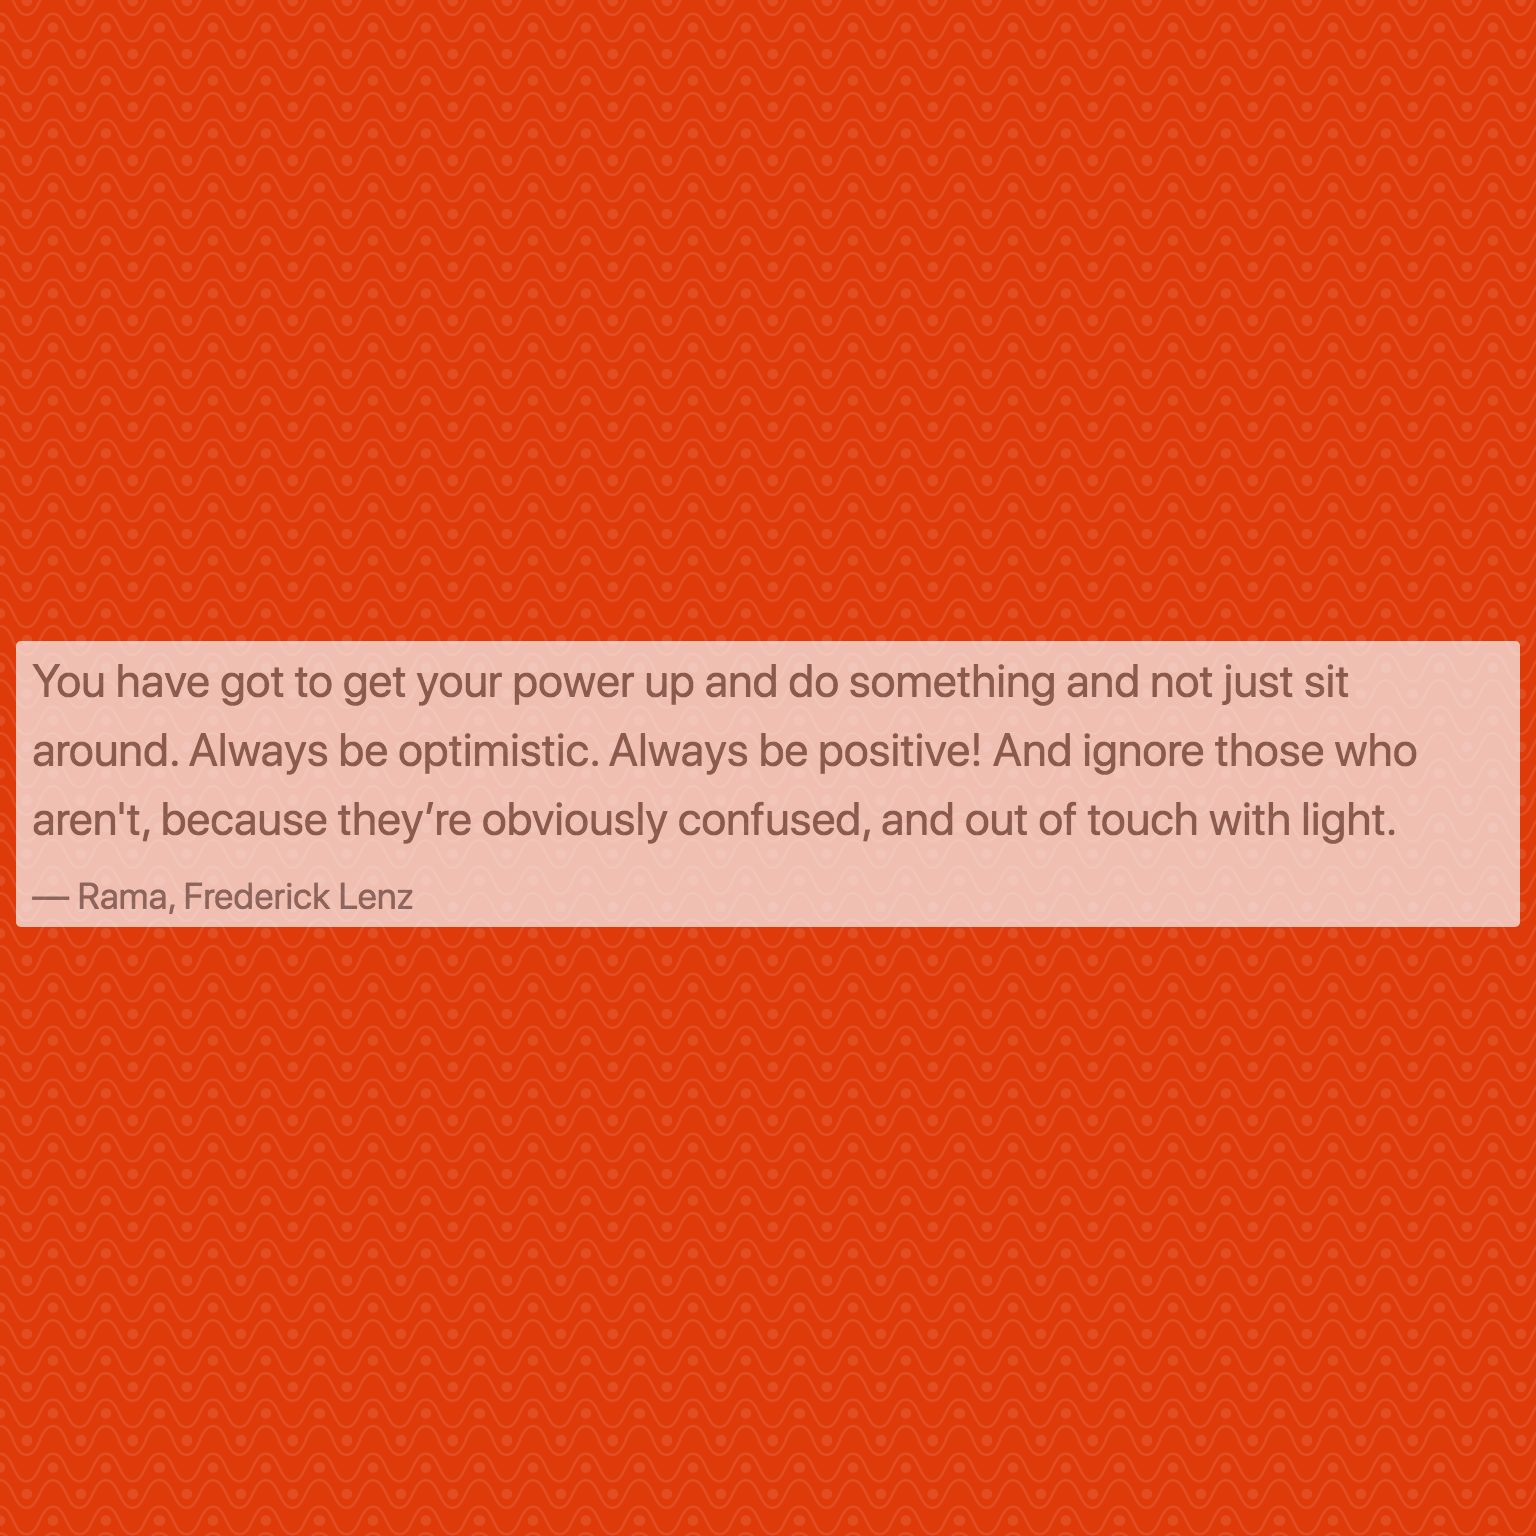 You have got to get your power up and do something and not just sit
around. Always be optimistic. Always be positive! And ignore those who
aren't, because they’re obviously confused, and out of touch with light.
— Rama, Frederick Lenz